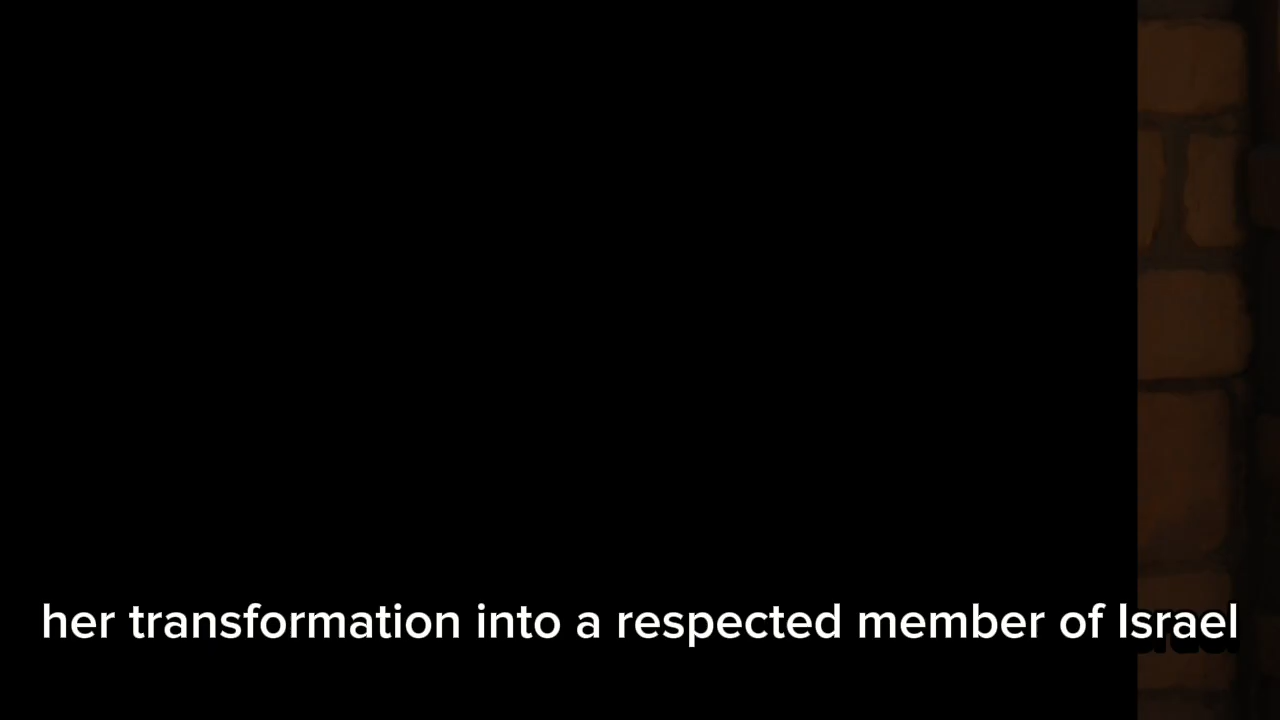 her transformation into a respected member of Israel